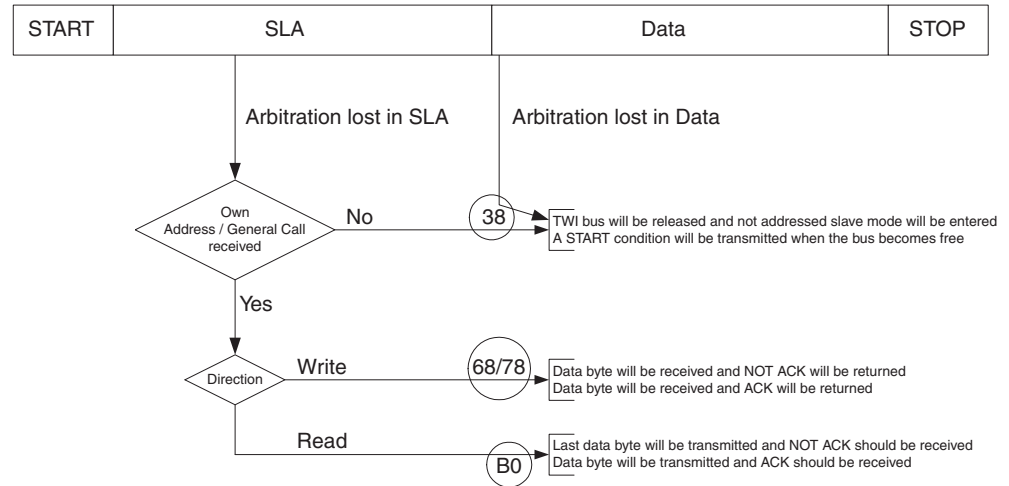 START SLA Data STOP
Arbitration lost in SLA Arbitration lost in Data
Own
Address / General Call
received
No
38
TWI bus will be released and not addressed slave mode will be entered
A START condition will be transmitted when the bus becomes free
Yes
Direction
Write
68/78
Data byte will be received and NOT ACK will be returned
Data byte will be received and ACK will be returned
Read
B0
Last data byte will be transmitted and NOT ACK should be received
Data byte will be transmitted and ACK should be received